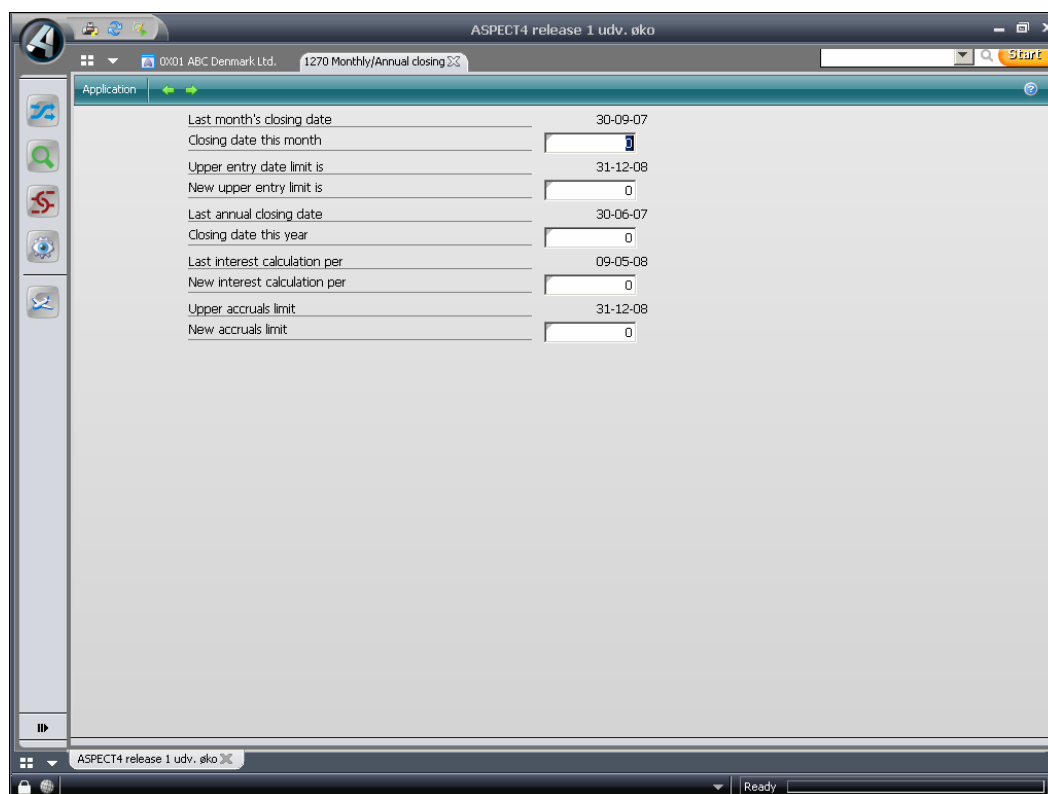 ASPECT4 release 1 udv. øko
0X01 ABC Denmark Ltd. 1270 Monthly/Annual closing Start
Application
Last month's closing date 30-09-07
Closing date this month 0
Upper entry date limit is 31-12-08
New upper entry limit is 0
Last annual closing date 30-06-07
Closing date this year 0
Last interest calculation per 09-05-08
New interest calculation per 0
Upper accruals limit 31-12-08
New accruals limit 0
ASPECT4 release 1 udv. øko
Ready